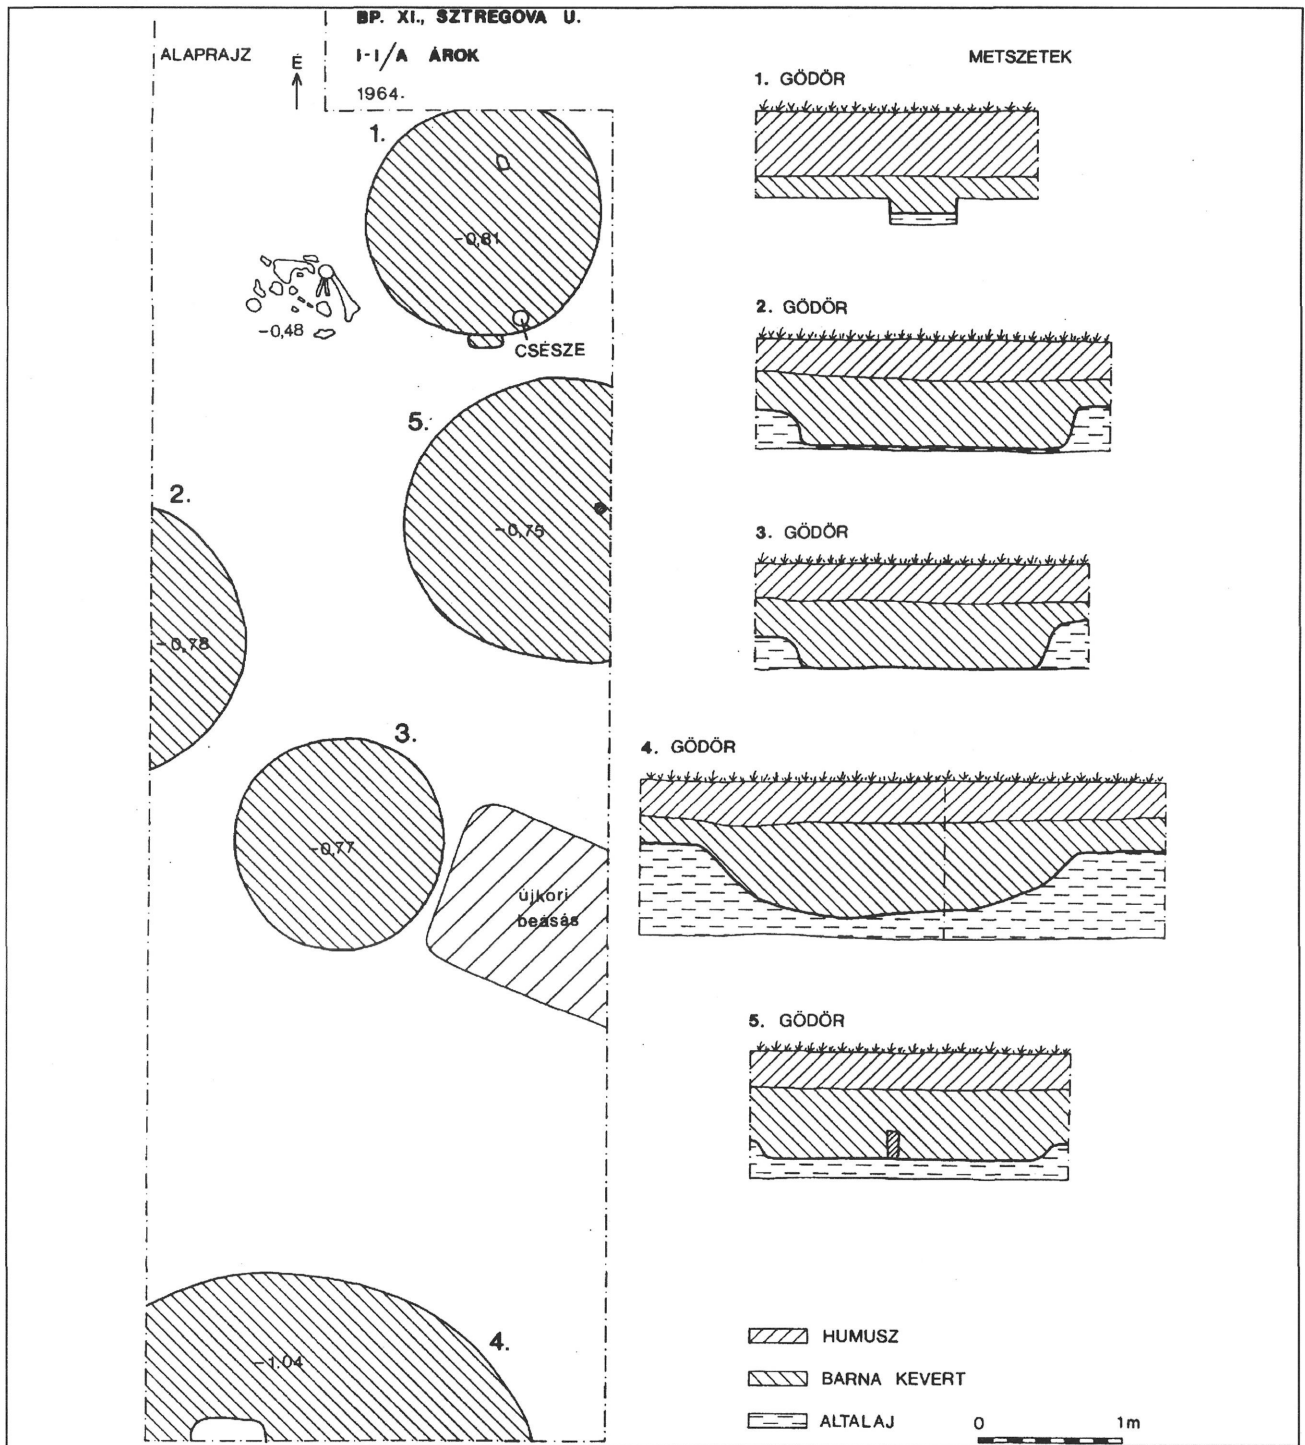 BP. XI., SZTREGOVA U.
I-I/A ÁROK
1964.
ALAPRAJZ
É
1.
-0,81
-0,48
CSÉSZE
5.
-0,75
2.
-0,78
3.
-0,77
újkori
beásás
4.
-1,04
METSZETEK
1. GÖDÖR
2. GÖDÖR
3. GÖDÖR
4. GÖDÖR
5. GÖDÖR
HUMUSZ
BARNA KEVERT
ALTALAJ
0 1m